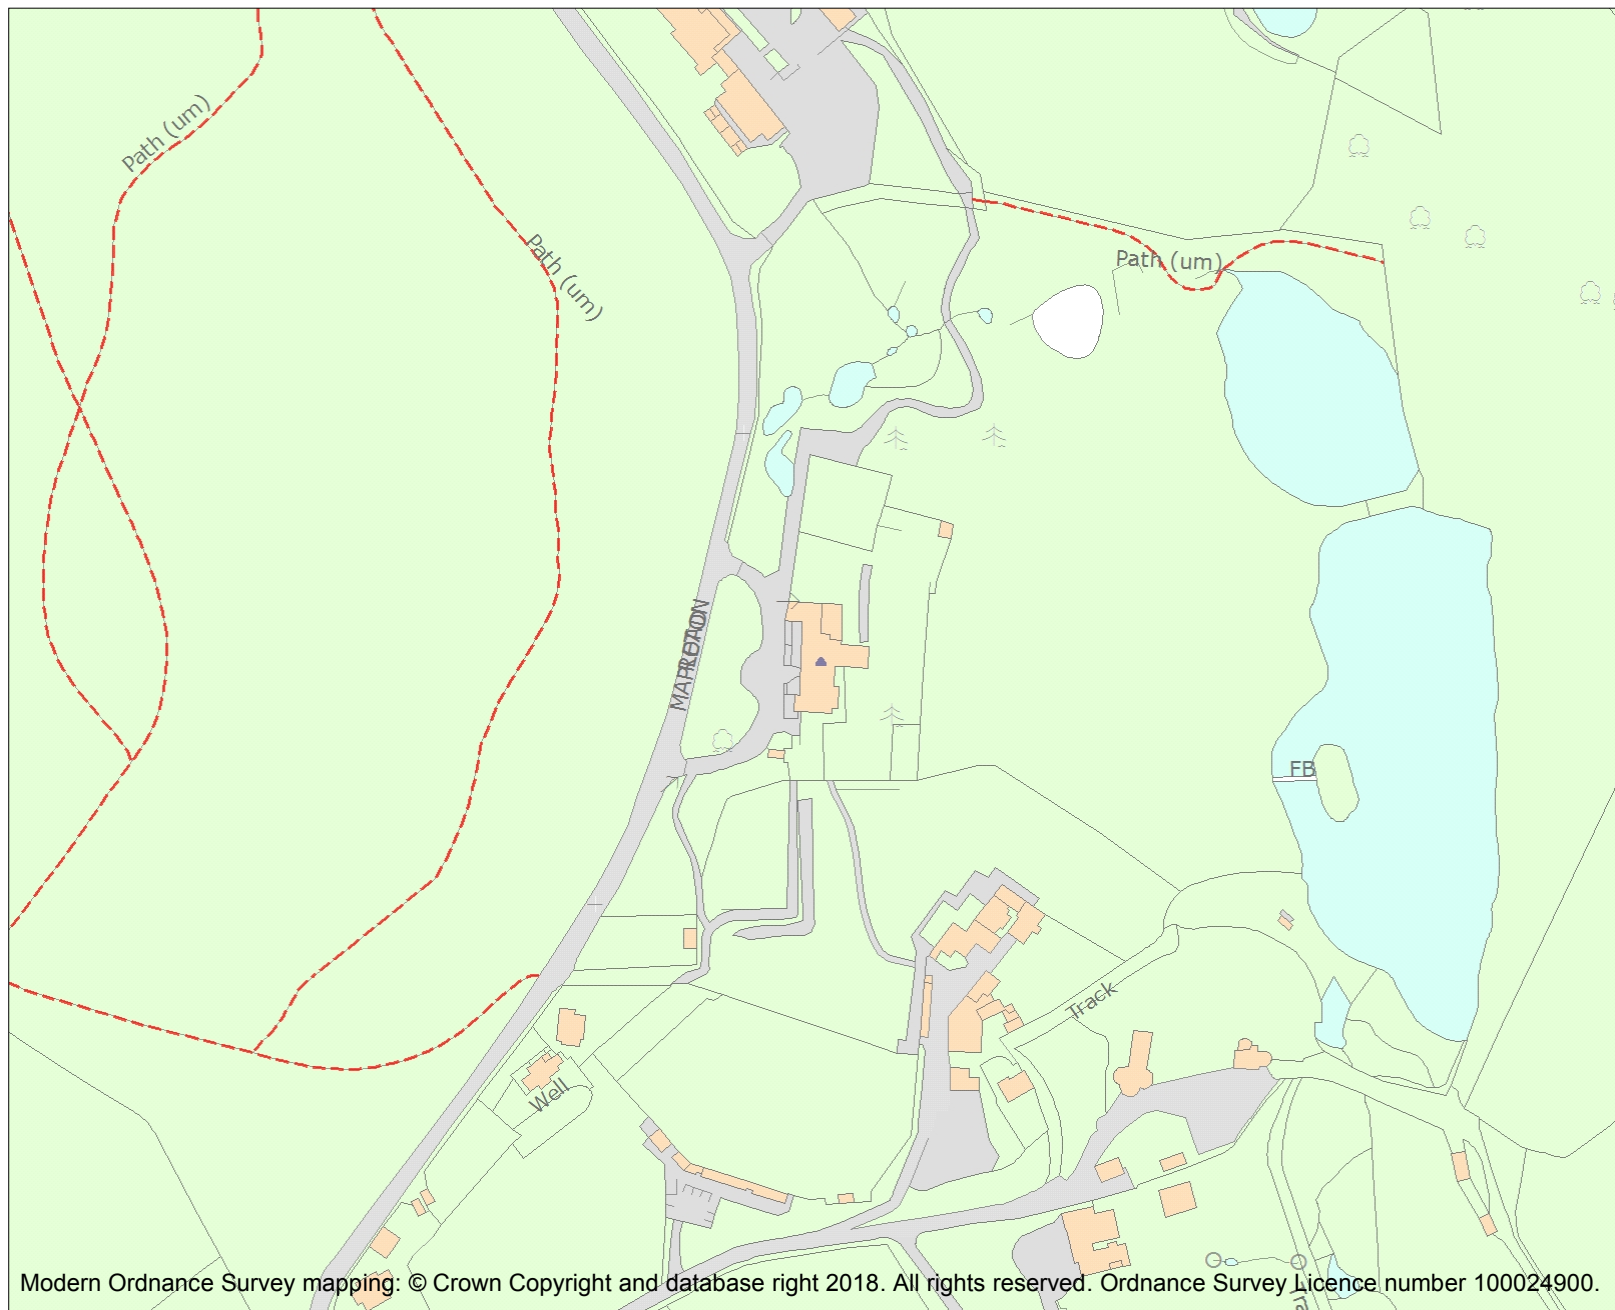 Path (um)
Path (um)
Path (um)
MAPLETON
ROAD
FB
Track
Well
Modern Ordnance Survey mapping: © Crown Copyright and database right 2018. All rights reserved. Ordnance Survey Licence number 100024900.